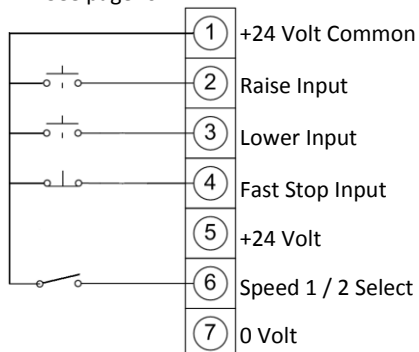 1 +24 Volt Common
2 Raise Input
3 Lower Input
4 Fast Stop Input
5 +24 Volt
6 Speed 1 / 2 Select
7 0 Volt